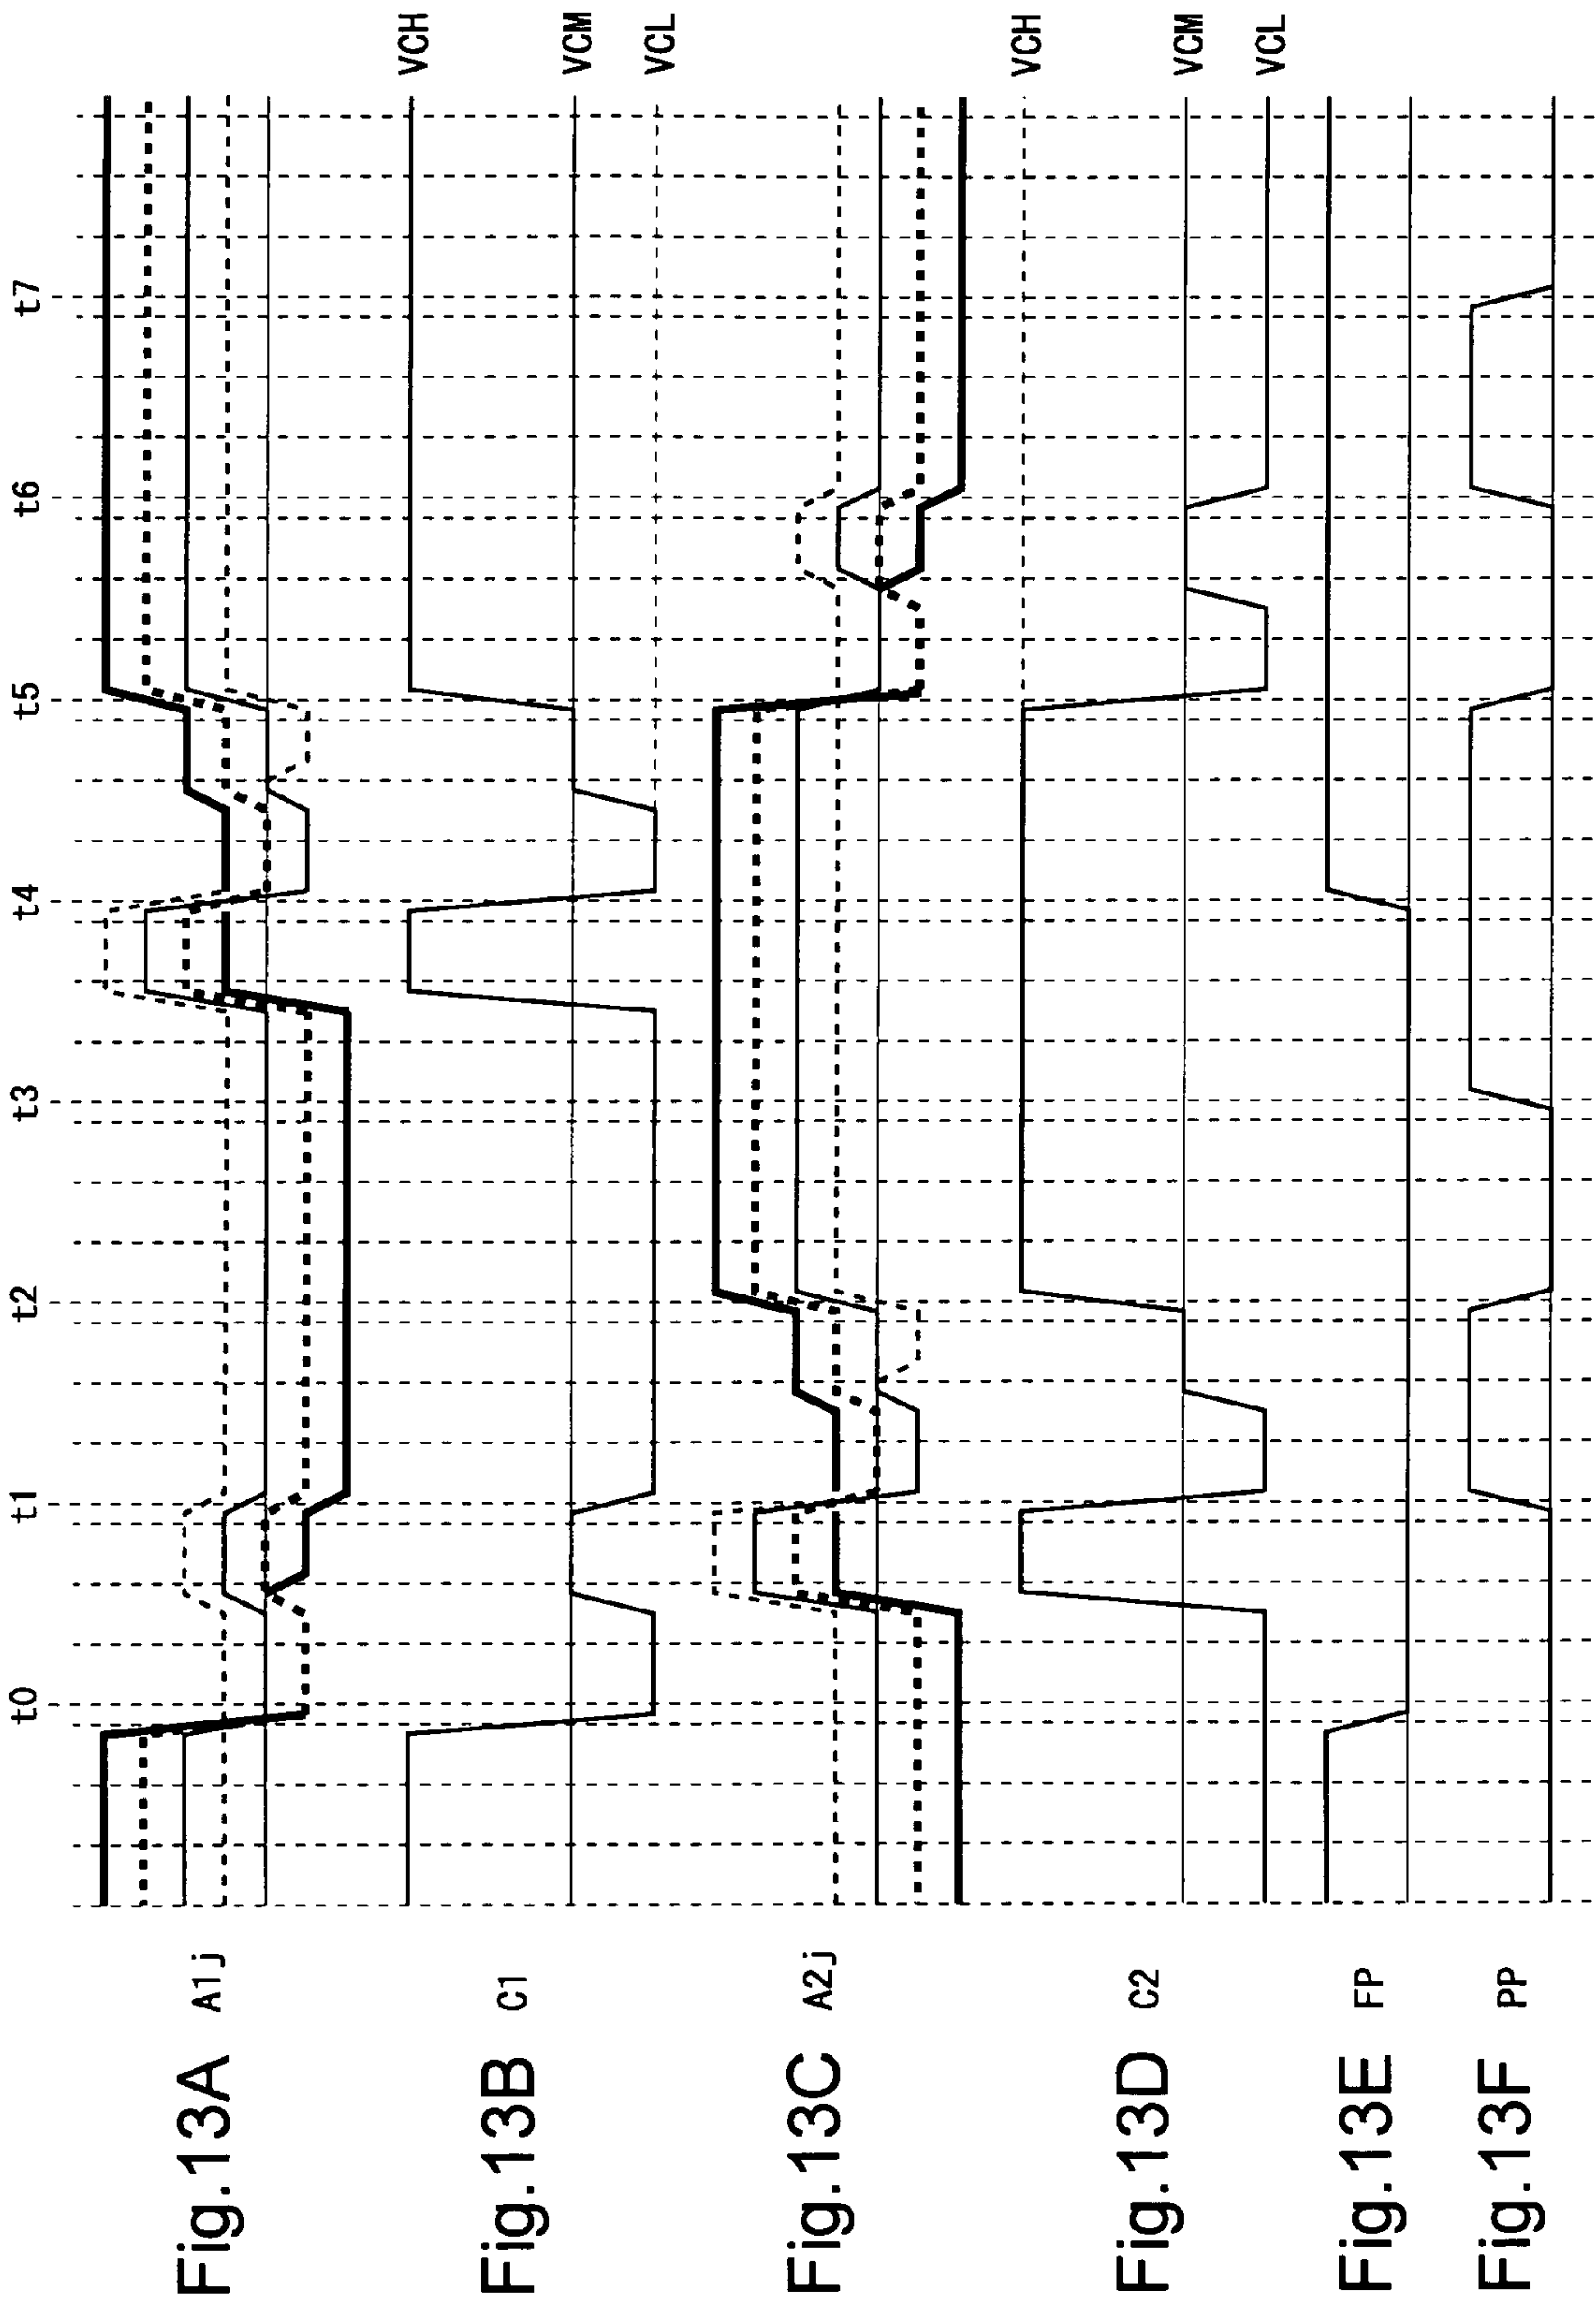 t0 t1 t2 t3 t4 t5 t6 t7
Fig.13A A1j
Fig.13B C1
VCH
VCM
VCL
Fig.13C A2j
Fig.13D C2
VCH
VCM
VCL
Fig.13E FP
Fig.13F PP